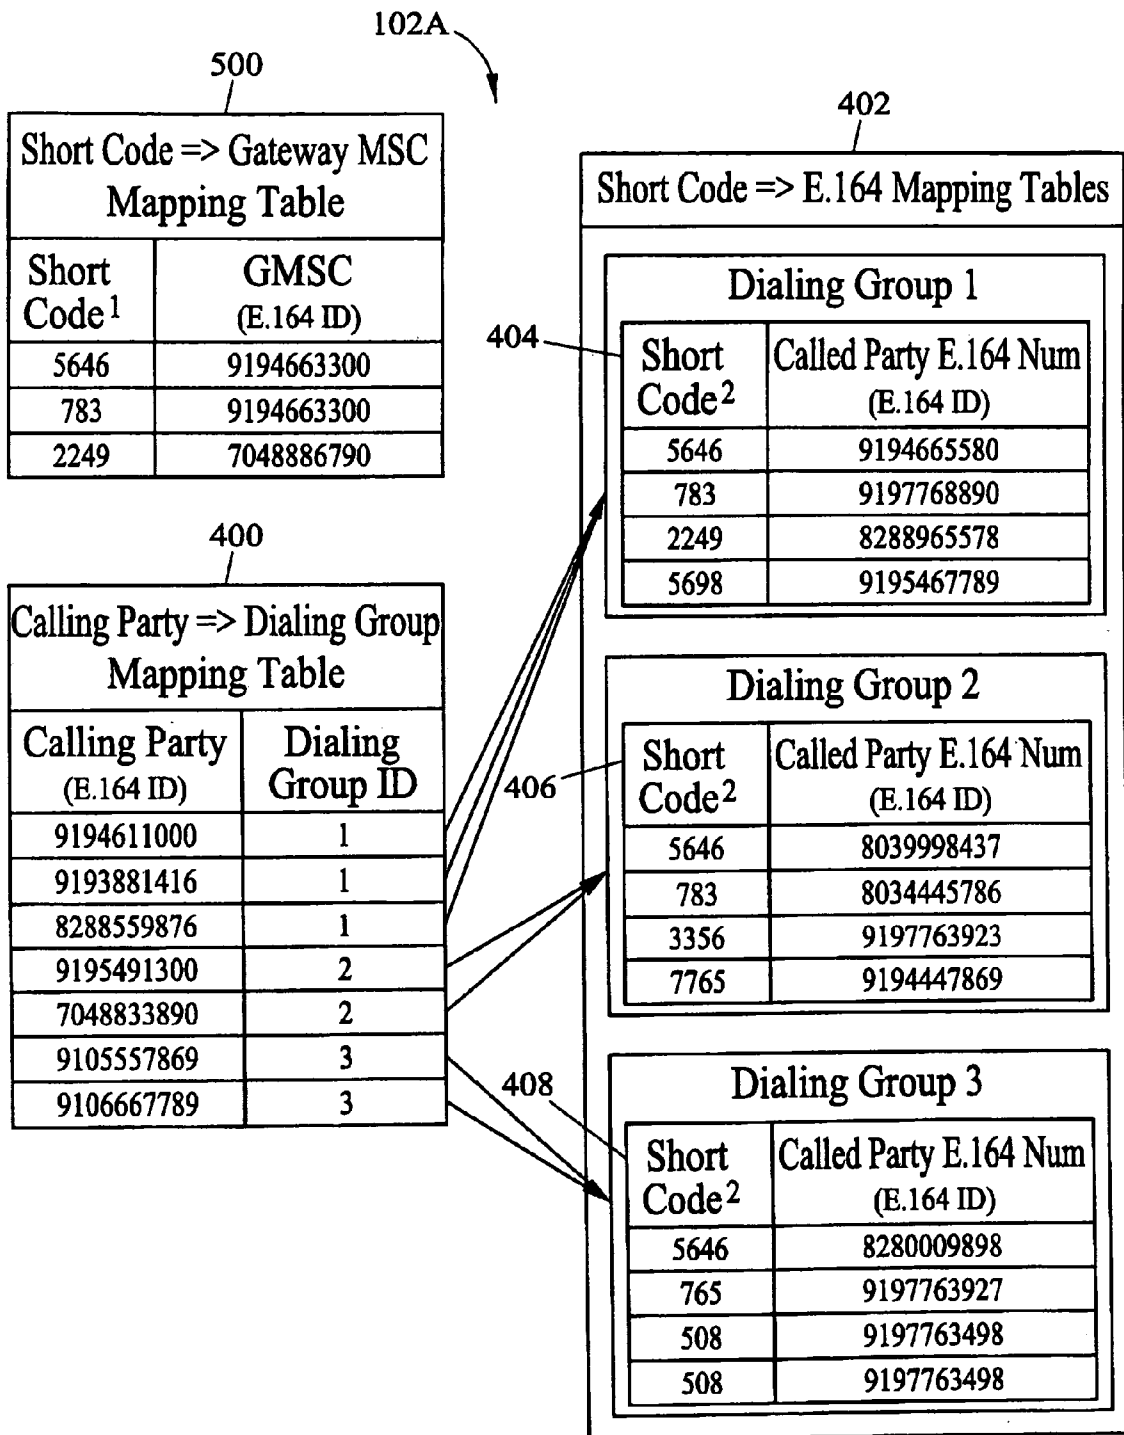 102A
500
Short Code => Gateway MSC
Mapping Table
Short
Code1
GMSC
(E.164 ID)
5646 9194663300
783 9194663300
2249 7048886790
400
Calling Party => Dialing Group
Mapping Table
Calling Party
(E.164 ID)
Dialing
Group ID
9194611000 1
9193881416 1
8288559876 1
9195491300 2
7048833890 2
9105557869 3
9106667789 3
402
Short Code => E.164 Mapping Tables
Dialing Group 1
404
Short
Code2
Called Party E.164 Num
(E.164 ID)
5646 9194665580
783 9197768890
2249 8288965578
5698 9195467789
Dialing Group 2
406
Short
Code2
Called Party E.164 Num
(E.164 ID)
5646 8039998437
783 8034445786
3356 9197763923
7765 9194447869
Dialing Group 3
408
Short
Code2
Called Party E.164 Num
(E.164 ID)
5646 8280009898
765 9197763927
508 9197763498
508 9197763498